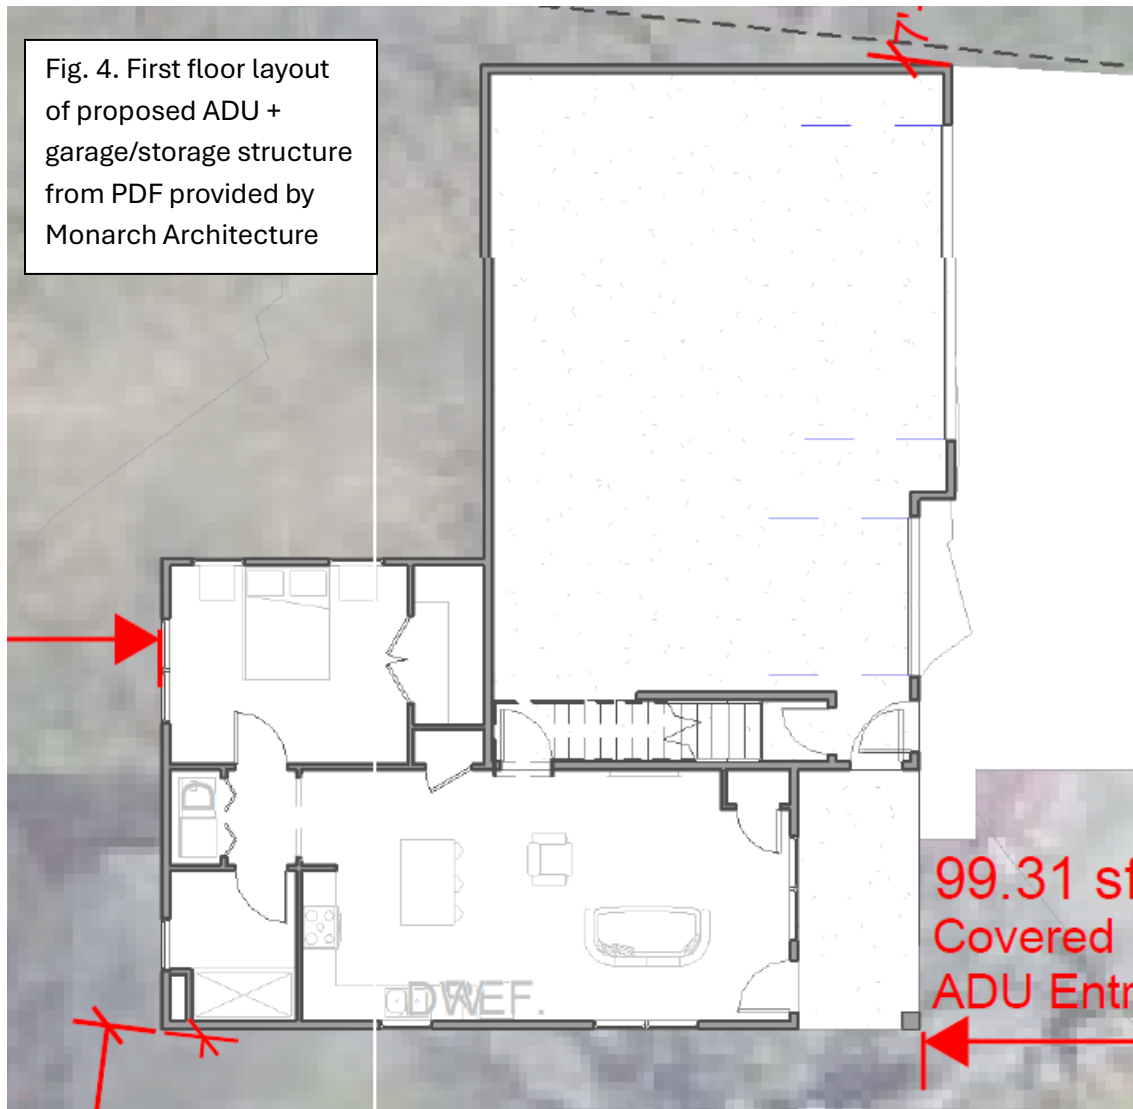 Fig. 4. First floor layout
of proposed ADU +
garage/storage structure
from PDF provided by
Monarch Architecture
D
99.31 sf
Covered
ADU Entr